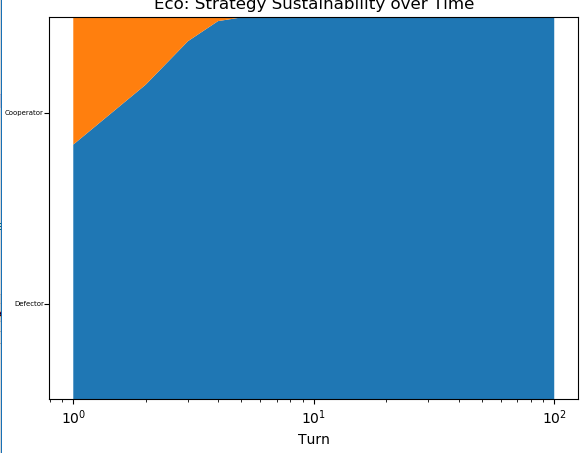 Eco: Strategy Sustainability over Time
Cooperator
Defector
10⁰
10¹
10²
Turn